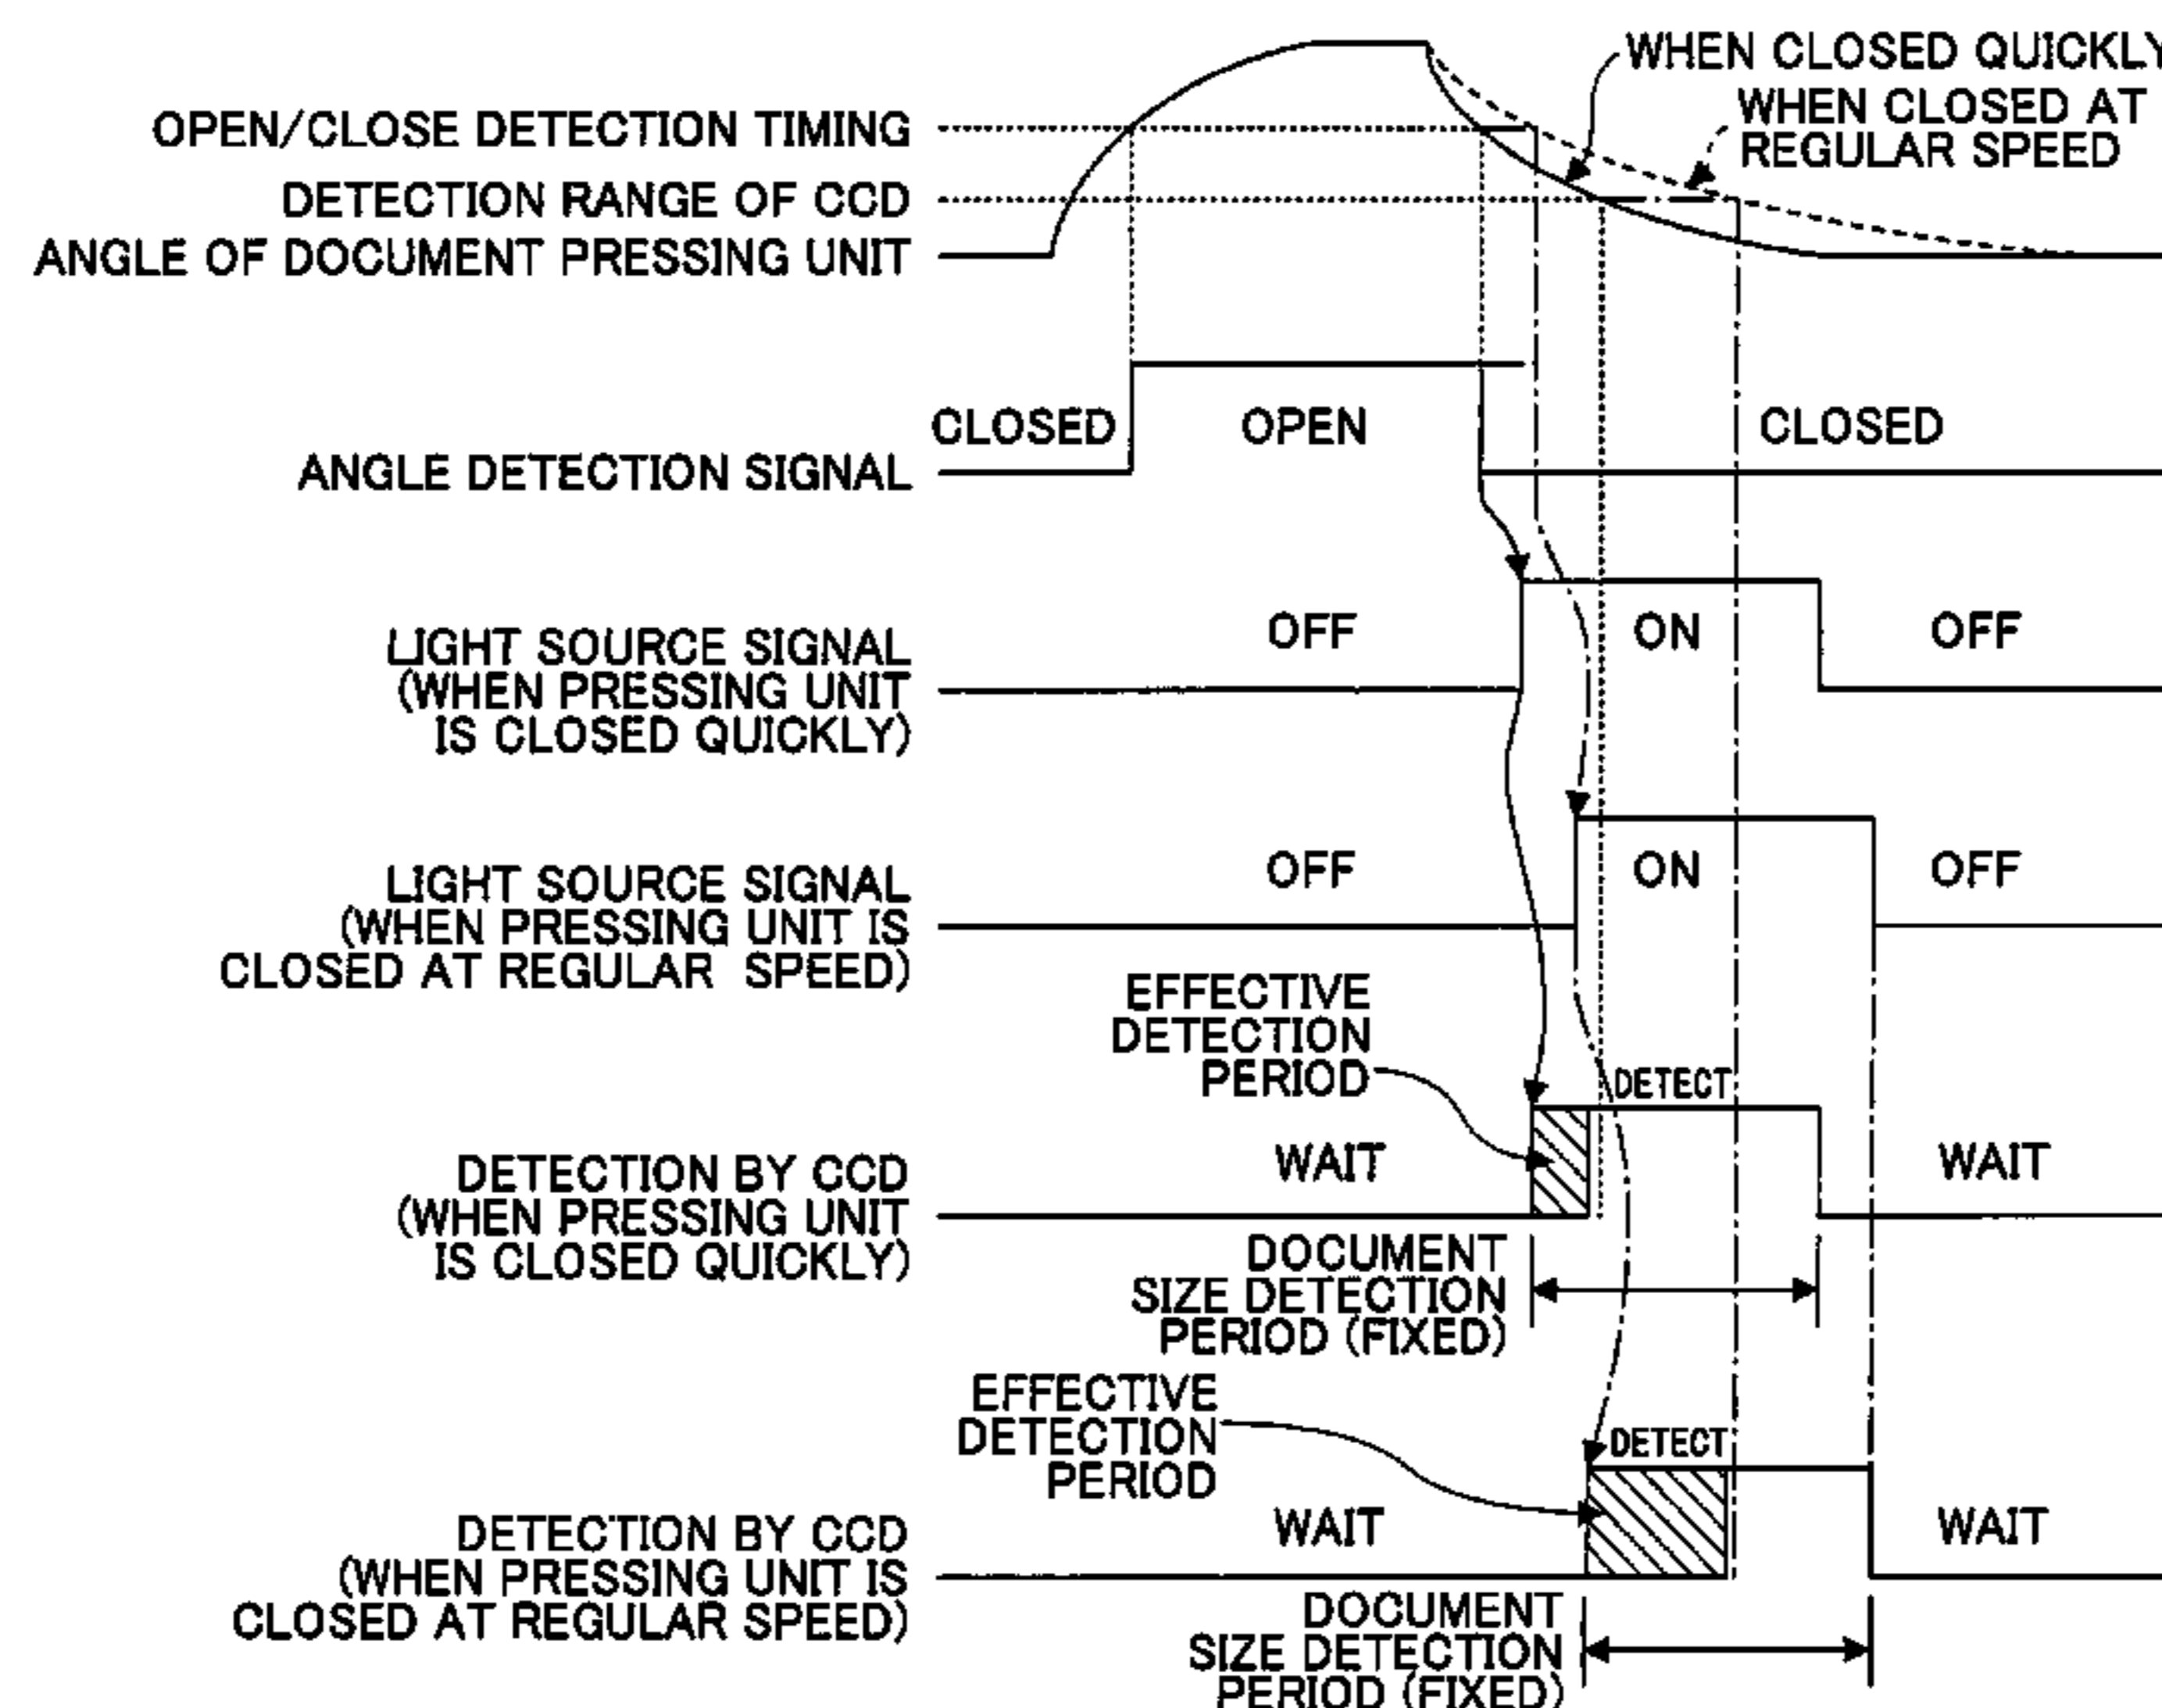 WHEN CLOSED QUICKLY
WHEN CLOSED AT
REGULAR SPEED
OPEN/CLOSE DETECTION TIMING
DETECTION RANGE OF CCD
ANGLE OF DOCUMENT PRESSING UNIT
CLOSED
OPEN
CLOSED
ANGLE DETECTION SIGNAL
OFF
ON
OFF
LIGHT SOURCE SIGNAL
(WHEN PRESSING UNIT
IS CLOSED QUICKLY)
OFF
ON
OFF
LIGHT SOURCE SIGNAL
(WHEN PRESSING UNIT IS
CLOSED AT REGULAR SPEED)
EFFECTIVE
DETECTION
PERIOD
DETECT
WAIT
WAIT
DETECTION BY CCD
(WHEN PRESSING UNIT
IS CLOSED QUICKLY)
DOCUMENT
SIZE DETECTION
PERIOD (FIXED)
EFFECTIVE
DETECTION
PERIOD
DETECT
WAIT
WAIT
DETECTION BY CCD
(WHEN PRESSING UNIT IS
CLOSED AT REGULAR SPEED)
DOCUMENT
SIZE DETECTION
PERIOD (FIXED)